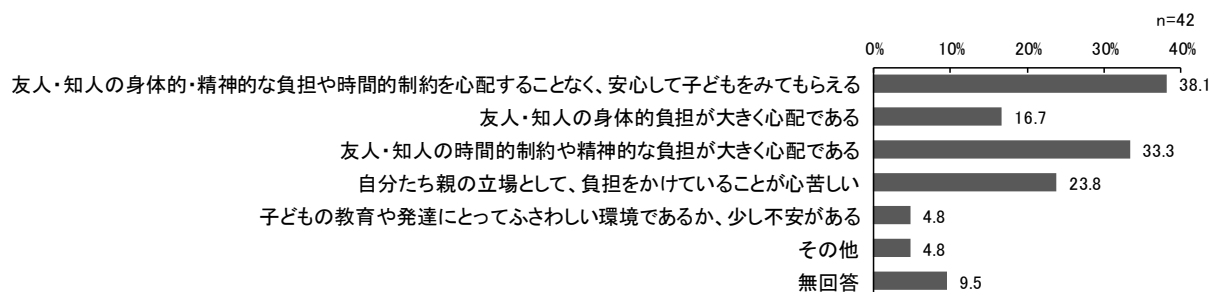 n=42
0% 10% 20% 30% 40%
友人・知人の身体的・精神的な負担や時間的制約を心配することなく、安心して子どもをみてもらえる 38.1
友人・知人の身体的負担が大きく心配である 16.7
友人・知人の時間的制約や精神的な負担が大きく心配である 33.3
自分たち親の立場として、負担をかけていることが心苦しい 23.8
子どもの教育や発達にとってふさわしい環境であるか、少し不安がある 4.8
その他 4.8
無回答 9.5